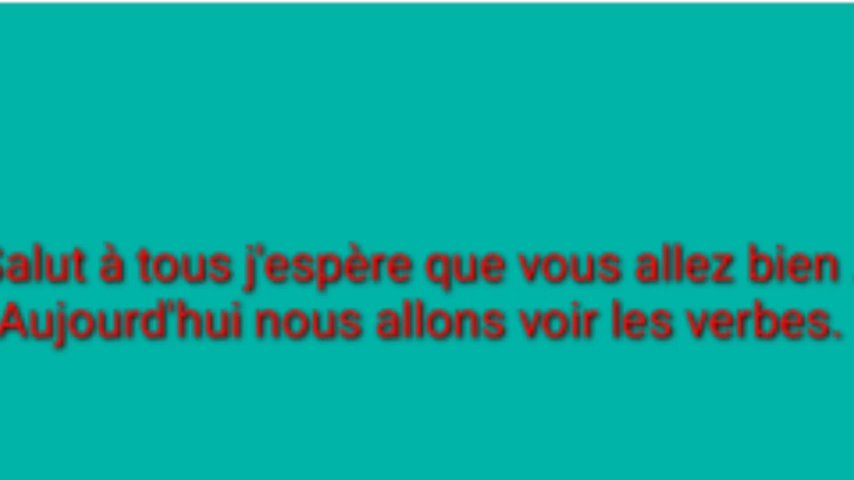 Salut à tous j'espère que vous allez bien .
Aujourd'hui nous allons voir les verbes.